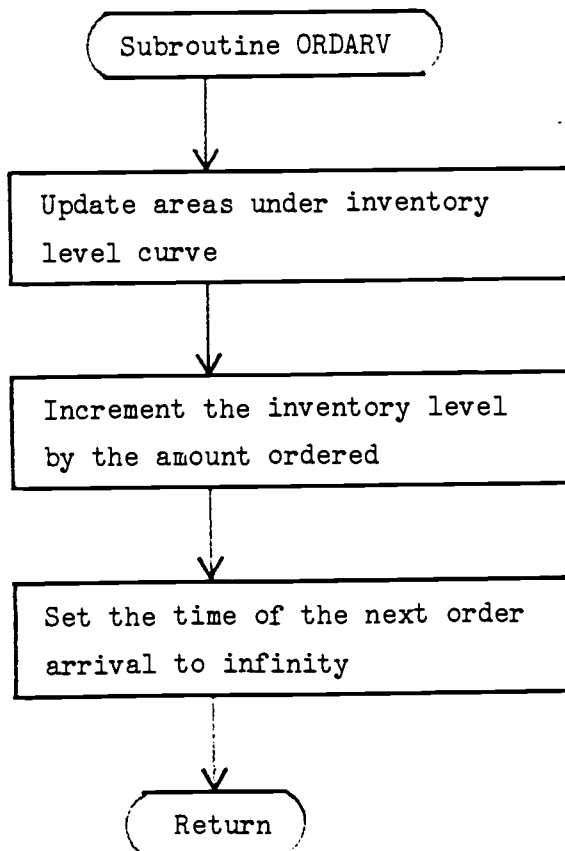 Subroutine ORDARV
Update areas under inventory
level curve
Increment the inventory level
by the amount ordered
Set the time of the next order
arrival to infinity
Return